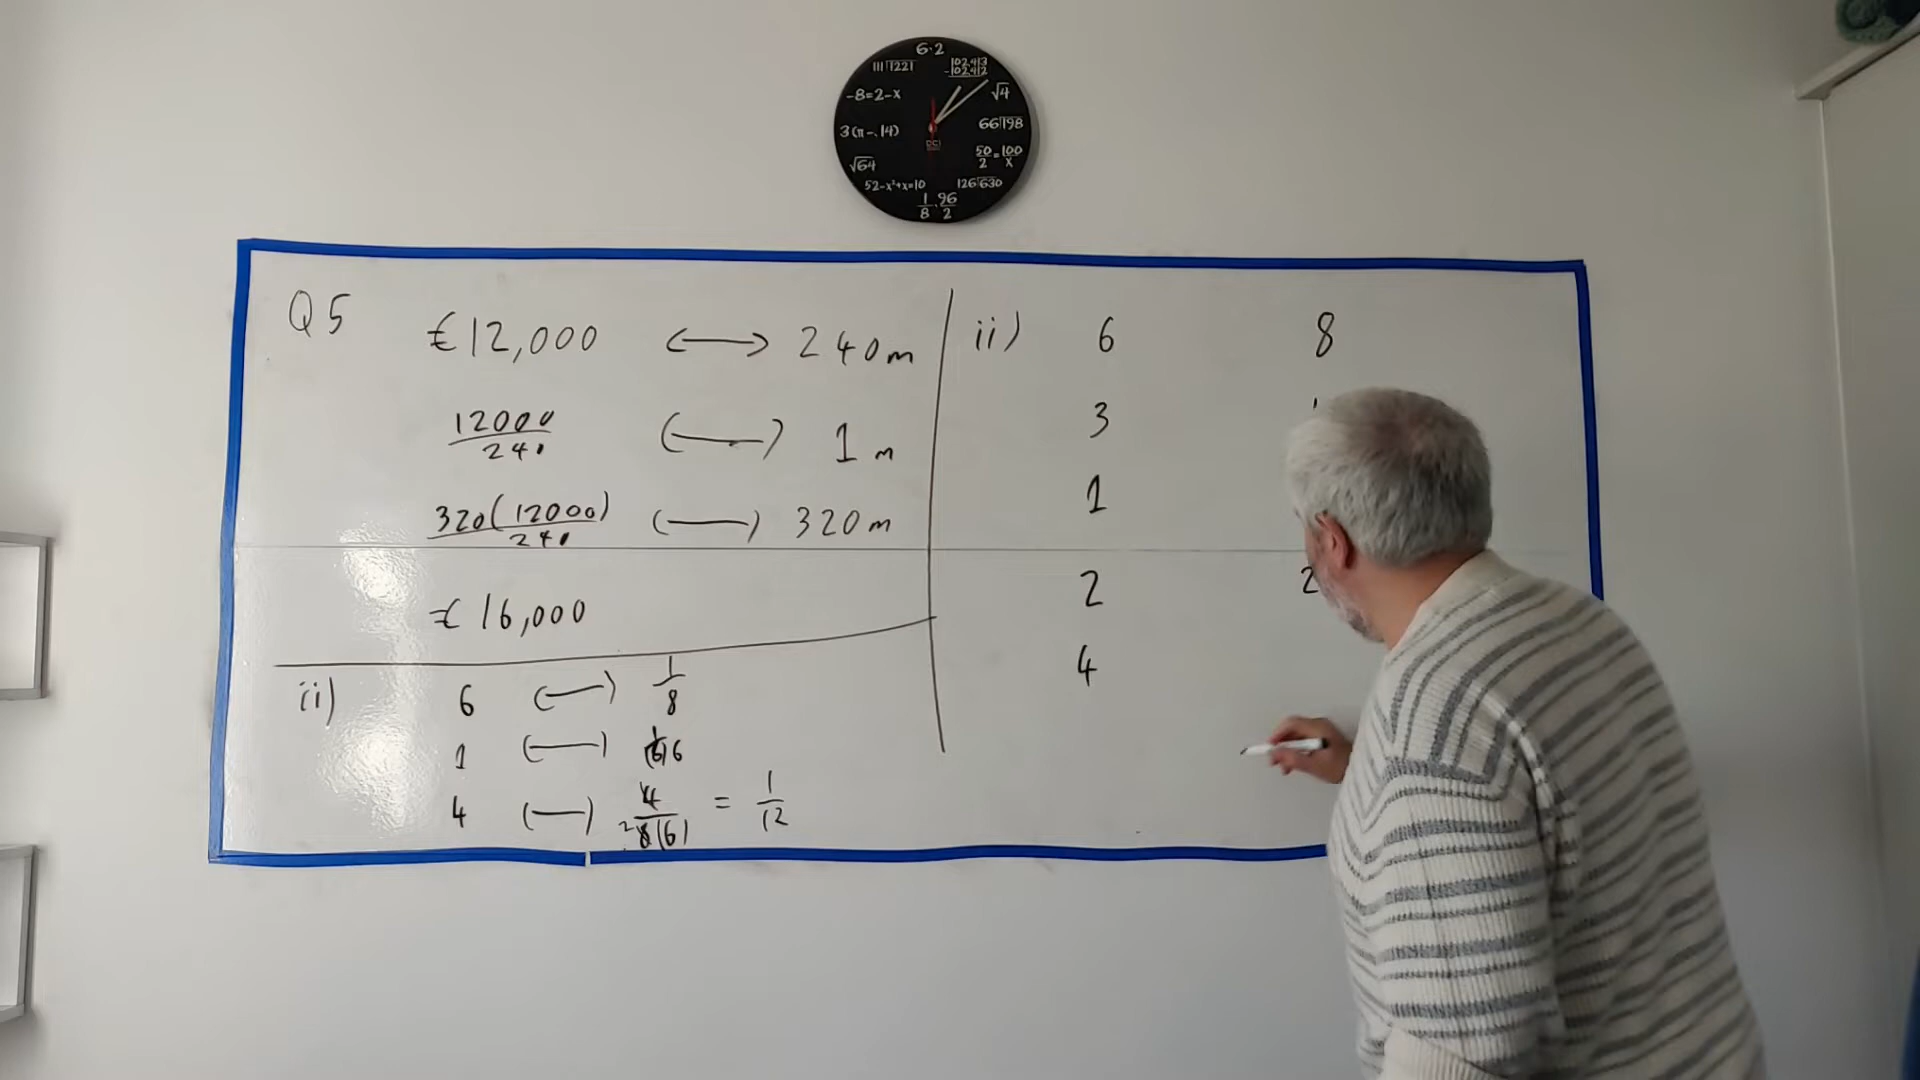 6·2
111⟌1221
102,413
-102,412
-8=2-x
√4
3(π-.14)
66⟌198
50/2=100/x
√64
52-x²+x=10
126⟌630
1/8·96/2
Q5
€12,000 ⟷ 240m
12000/240 ⟷ 1m
320(12000)/240 ⟷ 320m
=€16,000
ii) 6 ⟷ 1/8
1 ⟷
4 ⟷ 4/8(6) = 1/12
ii) 6 8
3
1
2 2
4